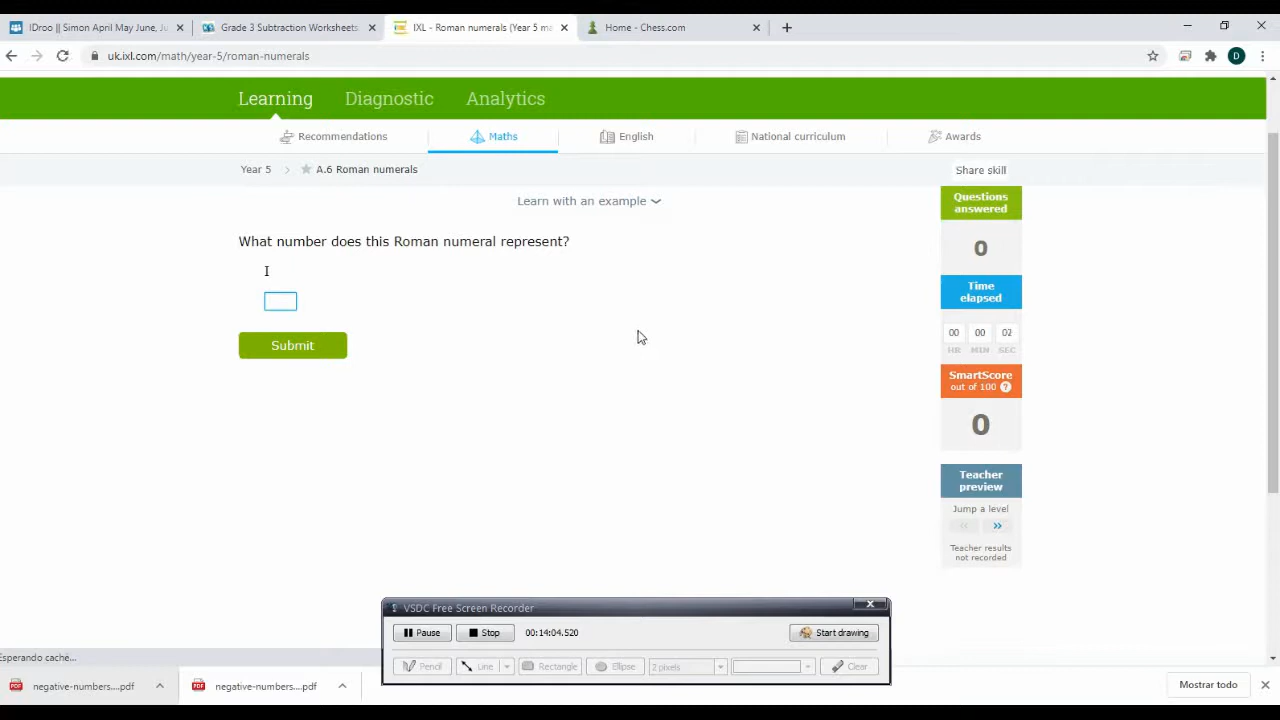 IDroo || Simon April May June, Ju
Grade 3 Subtraction Worksheets
IXL - Roman numerals (Year 5 ma
Home - Chess.com
uk.ixl.com/math/year-5/roman-numerals
D
Learning Diagnostic Analytics
Recommendations Maths English National curriculum Awards
Year 5 > A.6 Roman numerals
Share skill
Learn with an example
Questions answered
0
What number does this Roman numeral represent?
I
Submit
Time elapsed
00 00 02
HR MIN SEC
SmartScore
out of 100 ?
0
Teacher preview
Jump a level
<< >>
Teacher results
not recorded
VSDC Free Screen Recorder
Pause Stop 00:14:04.520 Start drawing
Pencil Line Rectangle Ellipse 2 pixels Clear
Esperando caché...
negative-numbers....pdf
negative-numbers....pdf
Mostrar todo